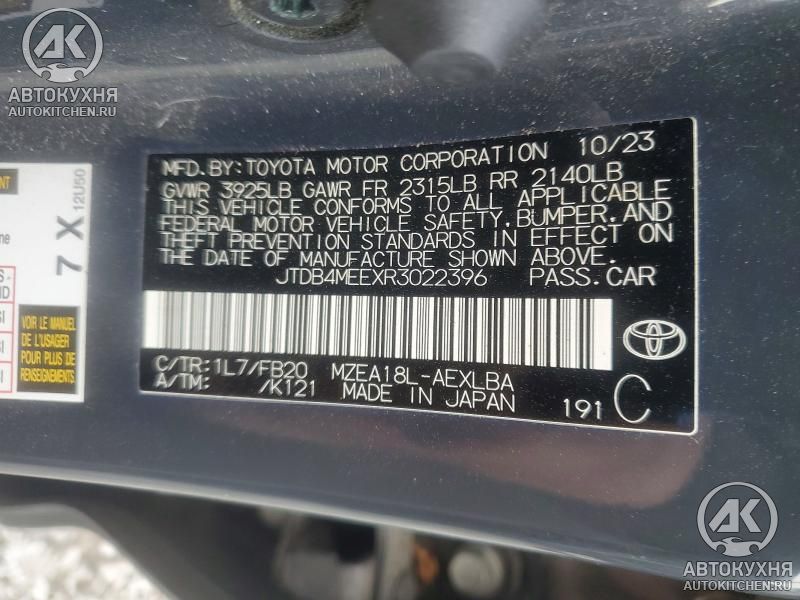 АК
АВТОКУХНЯ
AUTOKITCHEN.RU
MFD.BY:TOYOTA MOTOR CORPORATION 10/23
GVWR 3925LB GAWR FR 2315LB RR 2140LB
THIS VEHICLE CONFORMS TO ALL APPLICABLE
FEDERAL MOTOR VEHICLE SAFETY,BUMPER,AND
THEFT PREVENTION STANDARDS IN EFFECT ON
THE DATE OF MANUFACTURE SHOWN ABOVE.
JTDB4MEEXR3022396 PASS.CAR
C/TR:1L7/FB20 MZEA18L-AEXLBA
A/TM: /K121 MADE IN JAPAN
191 C
7 X
12U50
VOIR LE MANUEL
DE L'USAGER
POUR PLUS DE
RENSEIGNEMENTS
АК
АВТОКУХНЯ
AUTOKITCHEN.RU